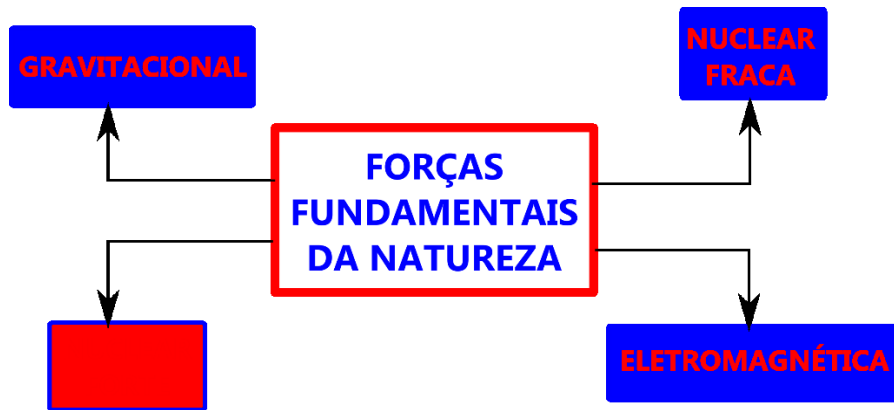 GRAVITACIONAL
NUCLEAR
FRACA
FORÇAS
FUNDAMENTAIS
DA NATUREZA
ELETROMAGNÉTICA